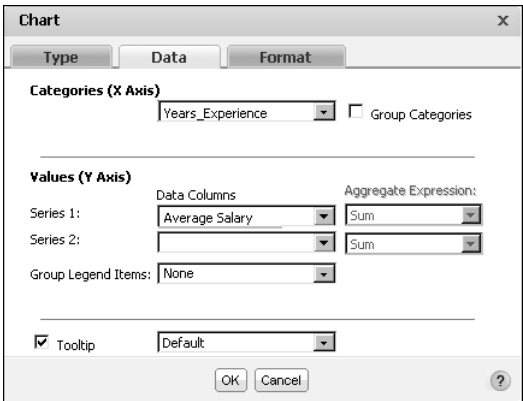 Chart x
Type Data Format
Categories (X Axis)
Years_Experience Group Categories
Values (Y Axis)
Data Columns Aggregate Expression:
Series 1: Average Salary Sum
Series 2: Sum
Group Legend Items: None
Tooltip Default
OK Cancel ?